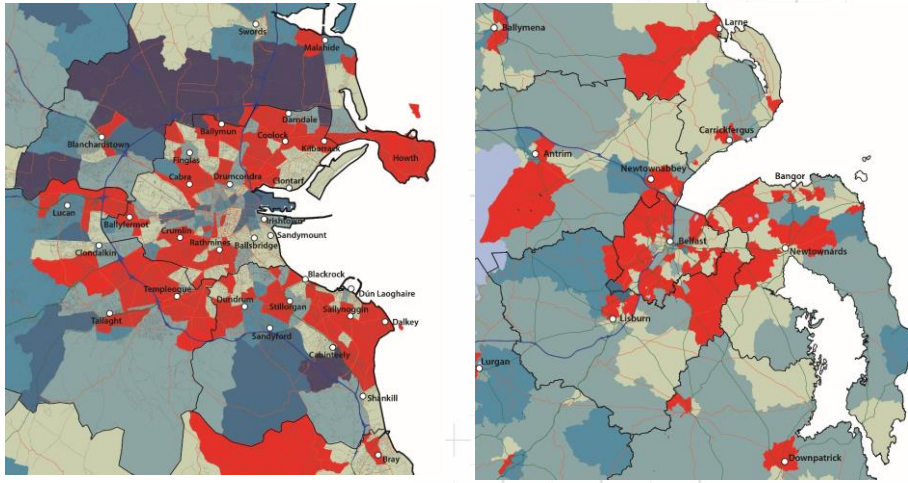 Swords
Malahide
Ballymun
Darndale
Coolock
Blanchardstown
Kilbarrack
Finglas
Howth
Cabra
Drumcondra
Clontarf
Lucan
Ballyfermot
Irishtown
Crumlin
Sandymount
Rathmines
Ballsbridge
Clondalkin
Blackrock
Templeogue
Dún Laoghaire
Dundrum
Stillorgan
Sallynoggin
Tallaght
Dalkey
Sandyford
Cabinteely
Shankill
Bray
Ballymena
Larne
Carrickfergus
Antrim
Newtownabbey
Bangor
Belfast
Newtownards
Lisburn
Lurgan
Downpatrick